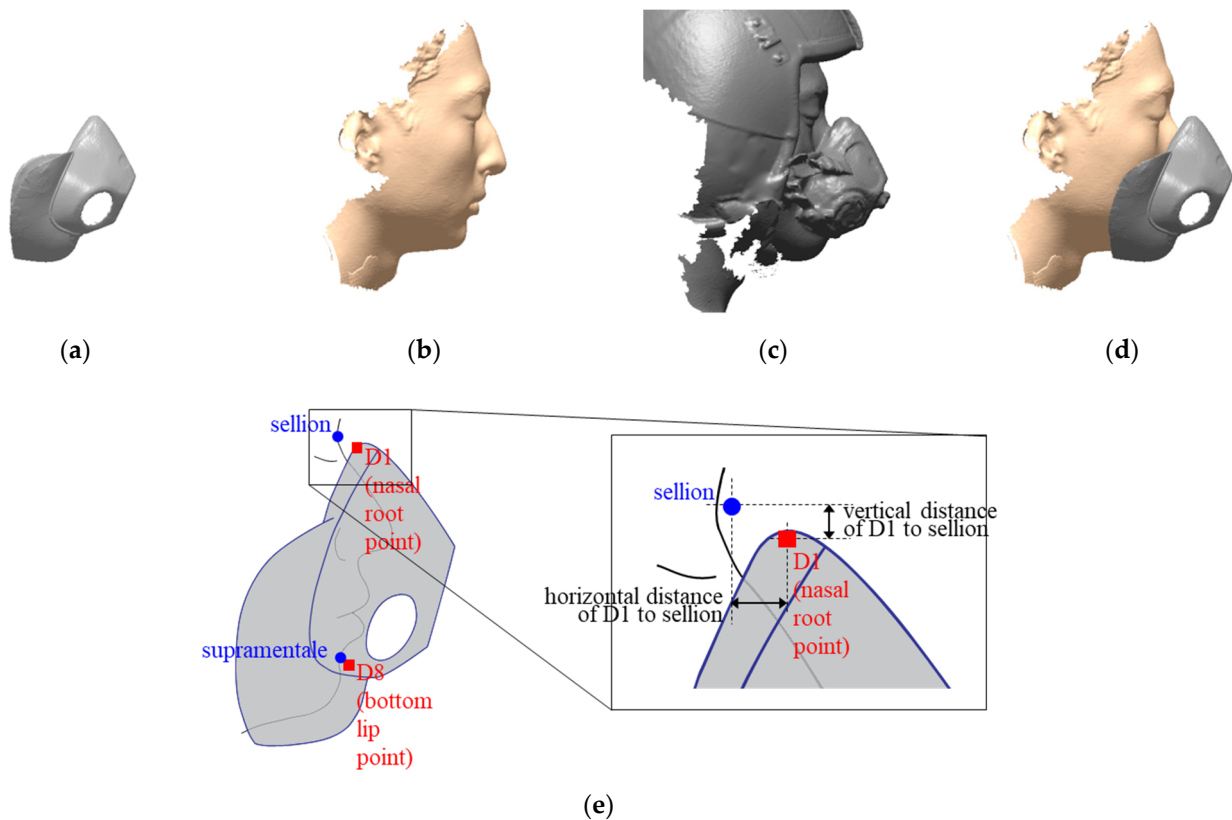 (a)
(b)
(c)
(d)
sellion
D1
(nasal
root
point)
supramentale
D8
(bottom
lip
point)
sellion
vertical distance
of D1 to sellion
D1
(nasal
root
point)
horizontal distance
of D1 to sellion
(e)